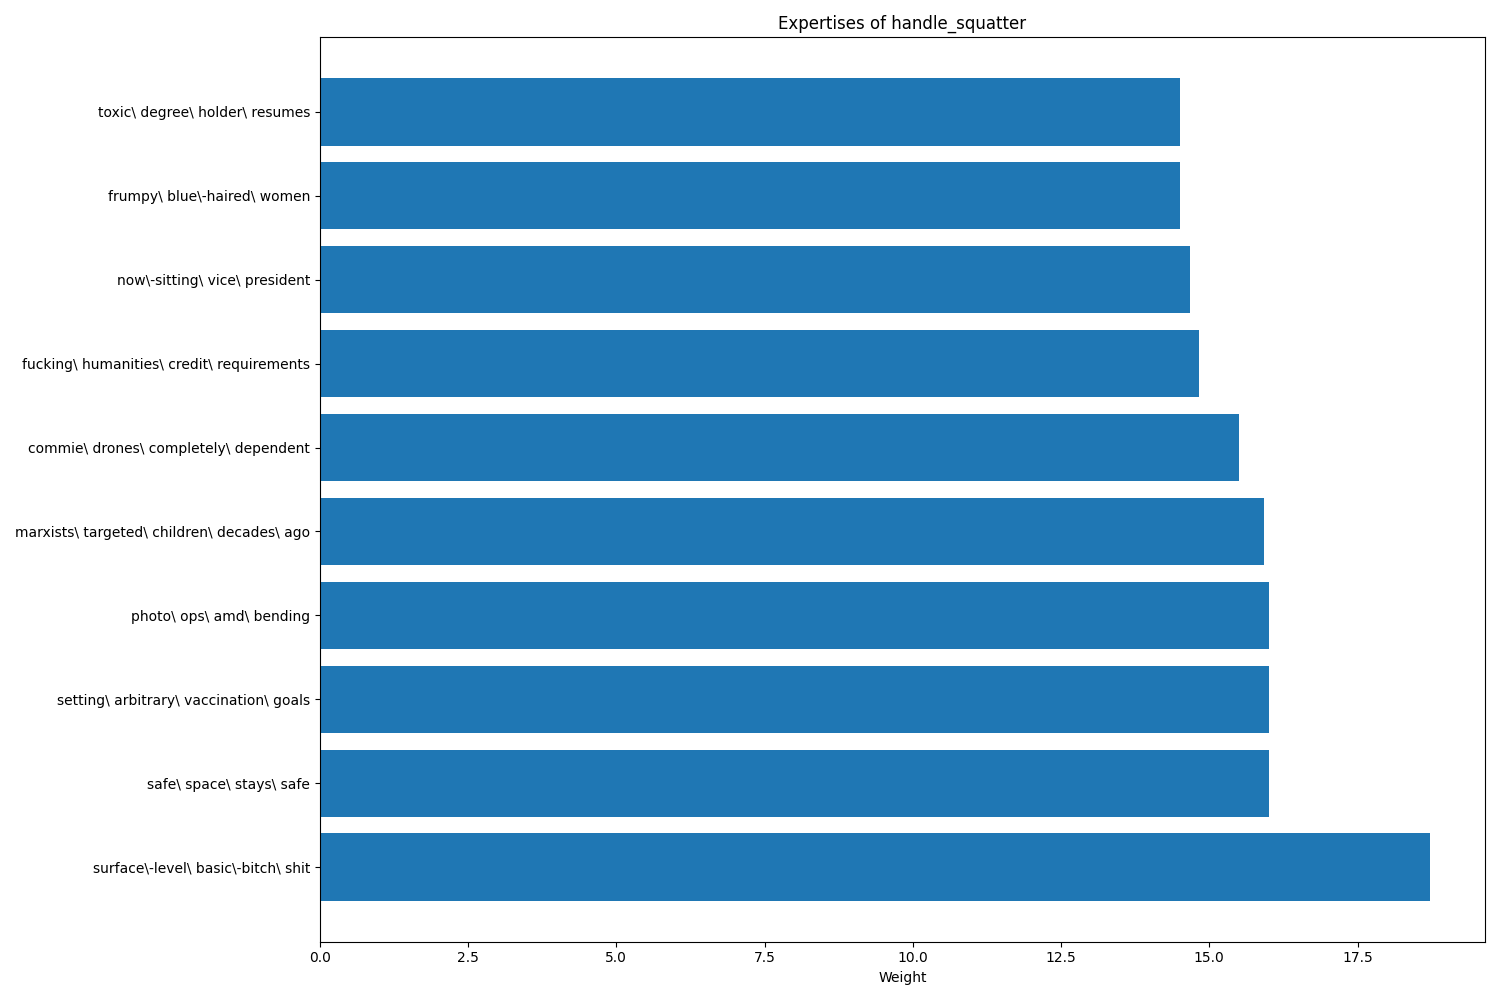 Expertises of handle_squatter
toxic\ degree\ holder\ resumes
frumpy\ blue\-haired\ women
now\-sitting\ vice\ president
fucking\ humanities\ credit\ requirements
commie\ drones\ completely\ dependent
marxists\ targeted\ children\ decades\ ago
photo\ ops\ amd\ bending
setting\ arbitrary\ vaccination\ goals
safe\ space\ stays\ safe
surface\-level\ basic\-bitch\ shit
0.0 2.5 5.0 7.5 10.0 12.5 15.0 17.5
Weight